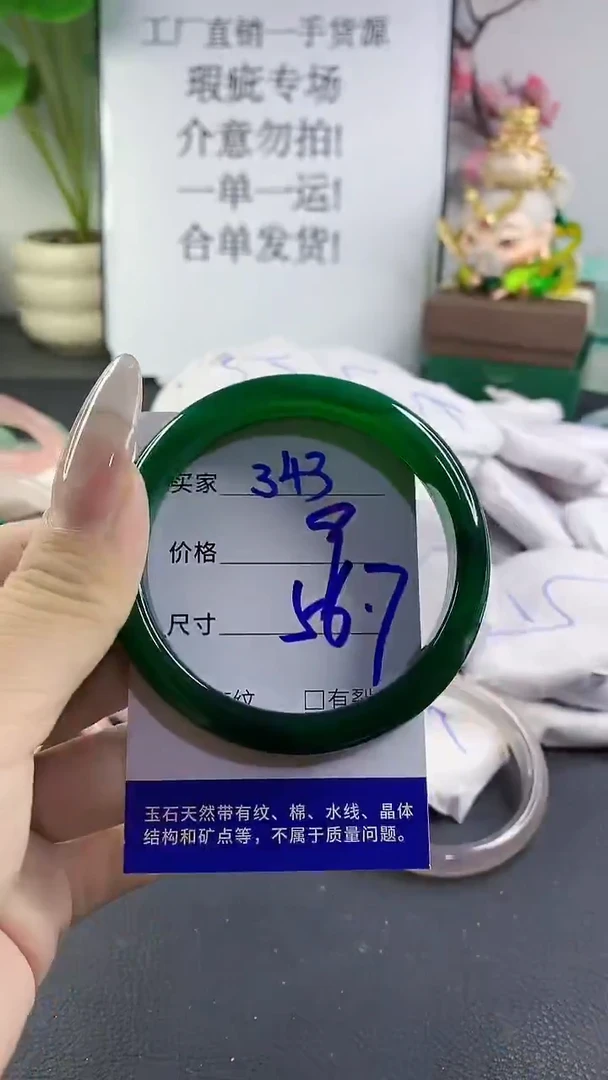 工厂直销一手货源
瑕疵专场
介意勿拍!
一单一运!
合单发货!
买家 343
价格
尺寸 56.7
纹 □有裂
玉石天然带有纹、棉、水线、晶体
结构和矿点等，不属于质量问题。